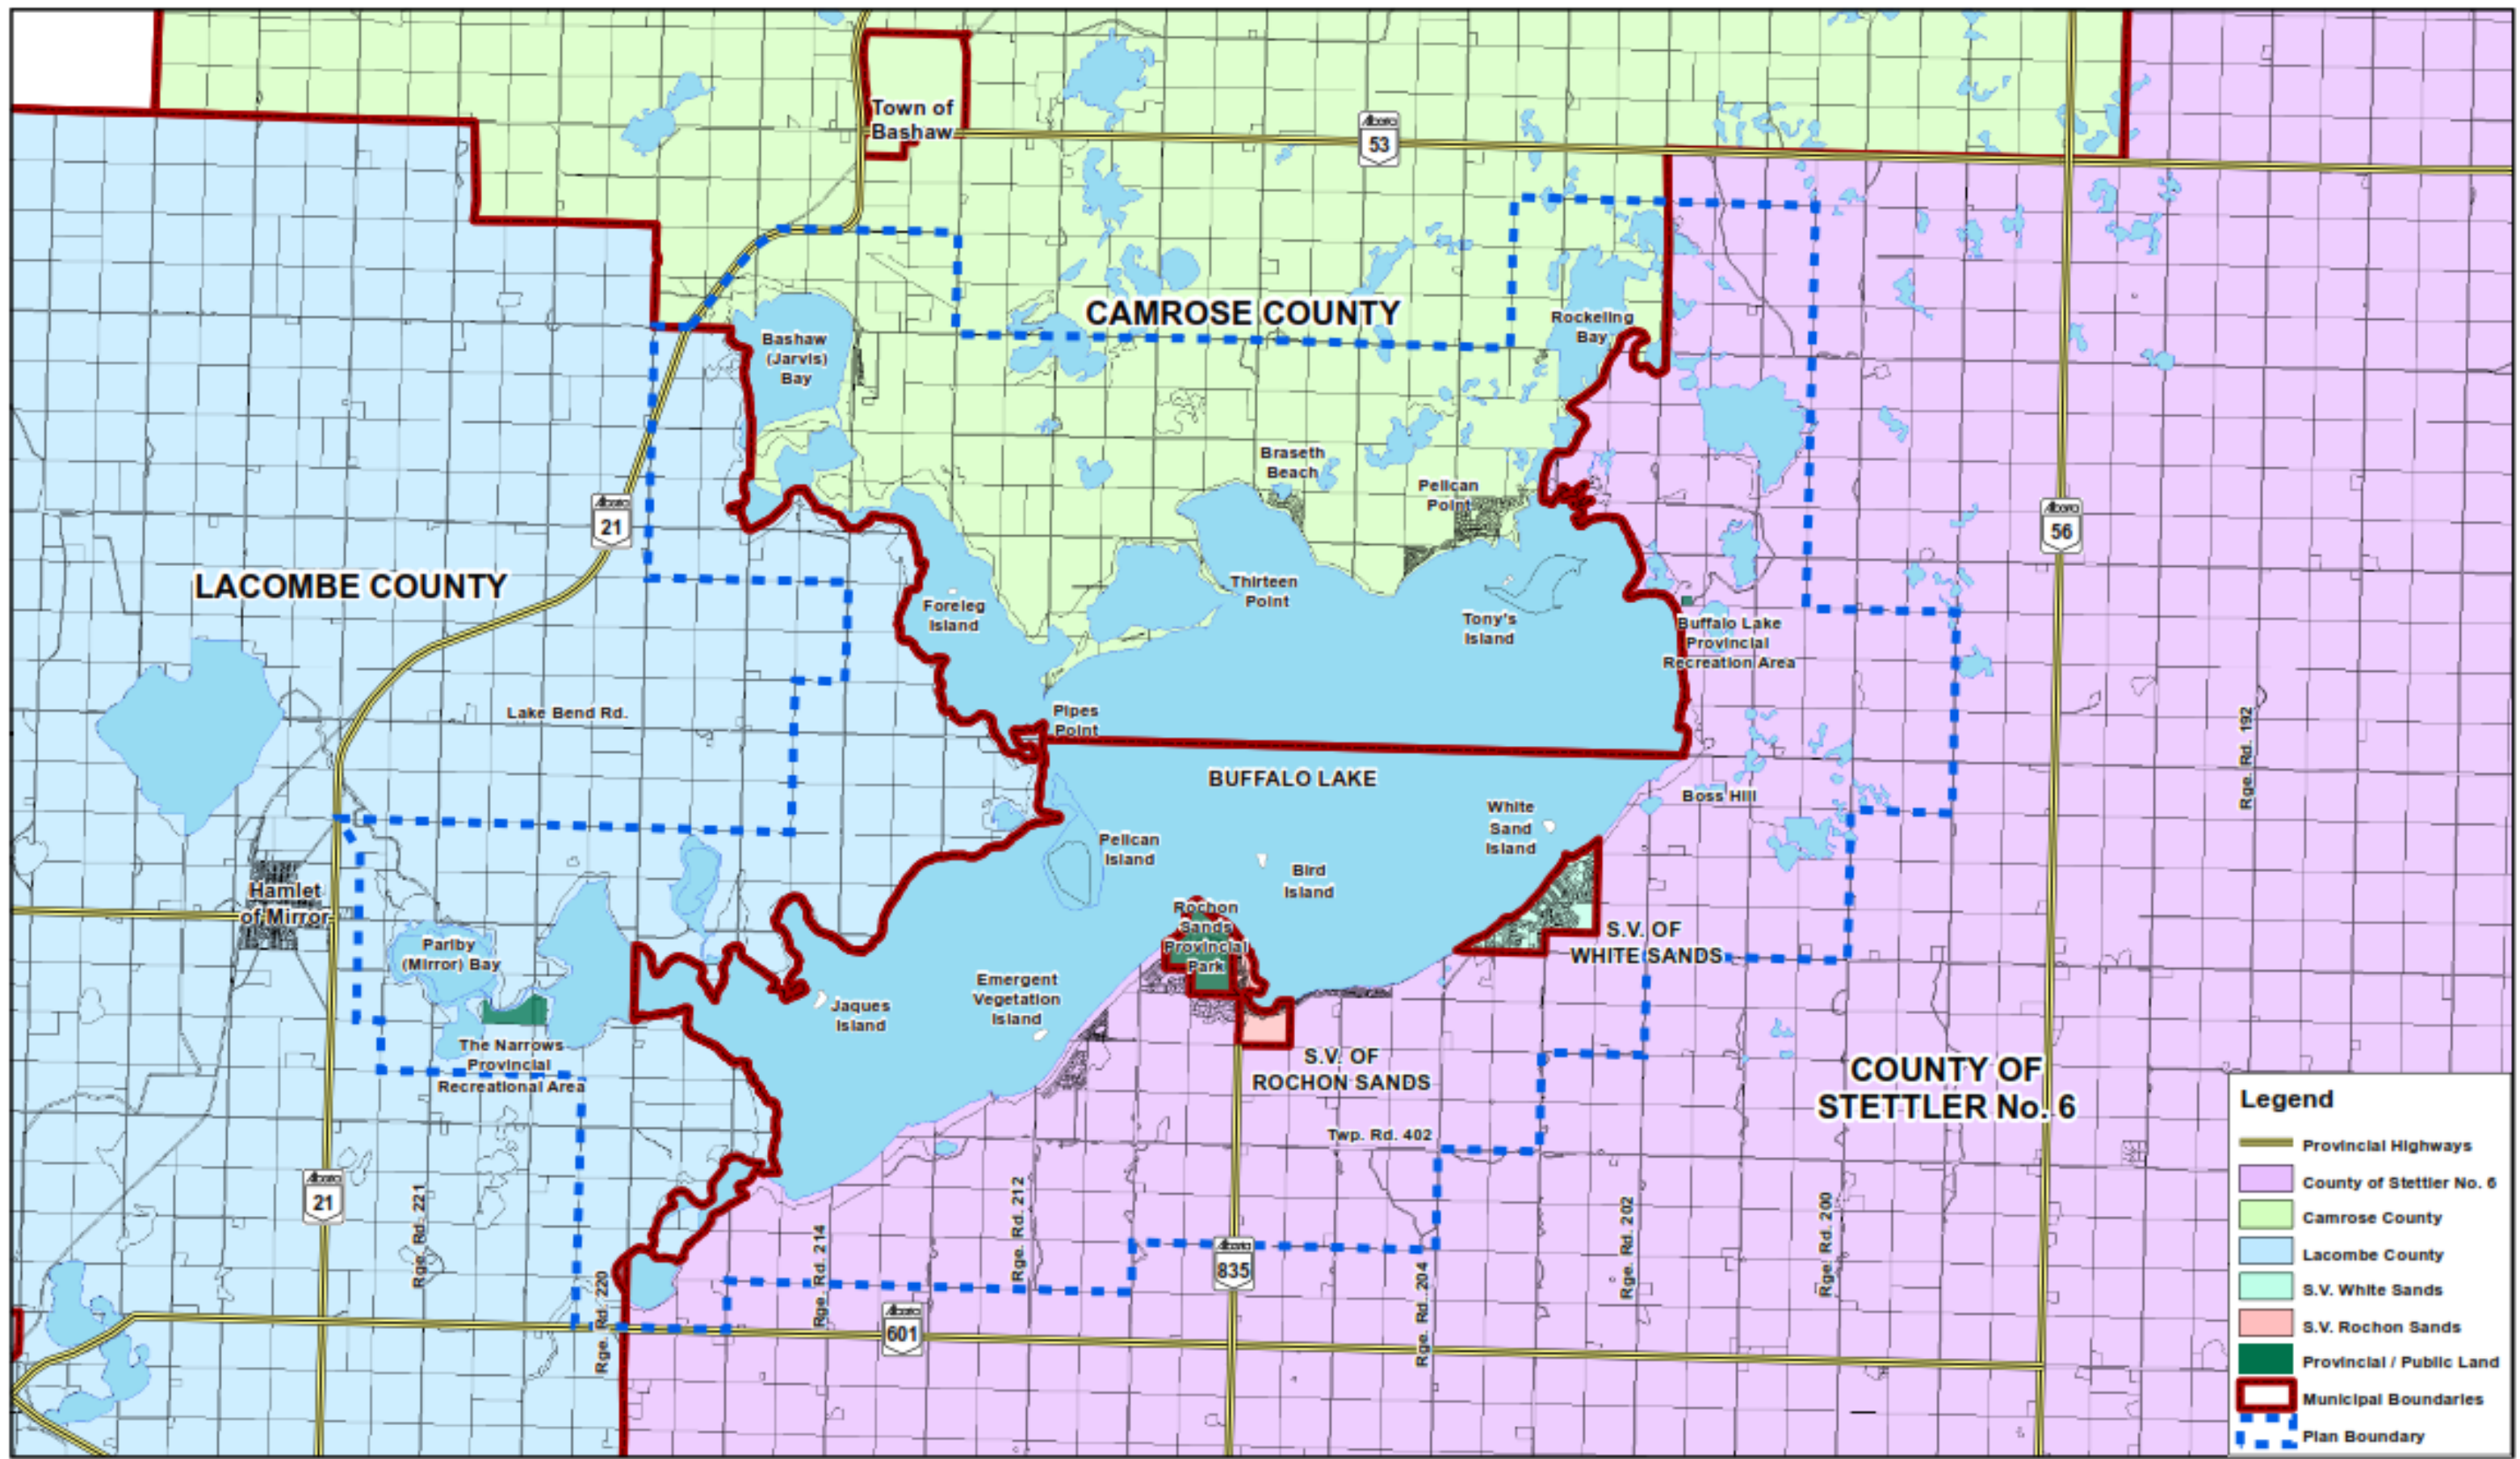 Town of
Bashaw
Alberta
53
CAMROSE COUNTY
Rockeling
Bay
Bashaw
(Jarvis)
Bay
Braseth
Beach
Pelican
Point
Alberta
21
Alberta
56
LACOMBE COUNTY
Foreleg
Island
Thirteen
Point
Tony's
Island
Buffalo Lake
Provincial
Recreation Area
Lake Bend Rd.
Pipes
Point
Rge. Rd. 192
BUFFALO LAKE
Boss Hill
White
Sand
Island
Pelican
Island
Bird
Island
Hamlet
of Mirror
Rochon
Sands
Provincial
Park
S.V. OF
WHITE SANDS
Parlby
(Mirror) Bay
Emergent
Vegetation
Island
Jaques
Island
The Narrows
Provincial
Recreational Area
S.V. OF
ROCHON SANDS
COUNTY OF
STETTLER No. 6
Twp. Rd. 402
Alberta
21
Rge. Rd. 221
Rge. Rd. 220
Rge. Rd. 214
Rge. Rd. 212
Alberta
835
Rge. Rd. 204
Rge. Rd. 202
Rge. Rd. 200
Alberta
601
Legend
Provincial Highways
County of Stettler No. 6
Camrose County
Lacombe County
S.V. White Sands
S.V. Rochon Sands
Provincial / Public Land
Municipal Boundaries
Plan Boundary